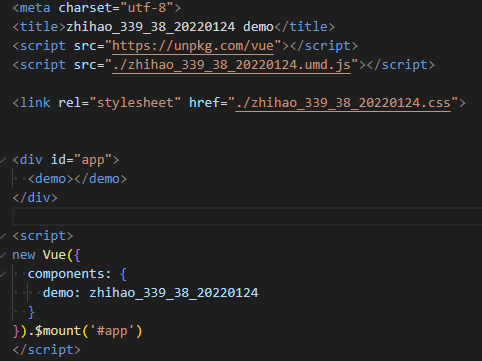 <meta charset="utf-8">
<title>zhihao_339_38_20220124 demo</title>
<script src="https://unpkg.com/vue"></script>
<script src="./zhihao_339_38_20220124.umd.js"></script>
<link rel="stylesheet" href="./zhihao_339_38_20220124.css">
<div id="app">
  <demo></demo>
</div>
<script>
new Vue({
  components: {
    demo: zhihao_339_38_20220124
  }
}).$mount('#app')
</script>